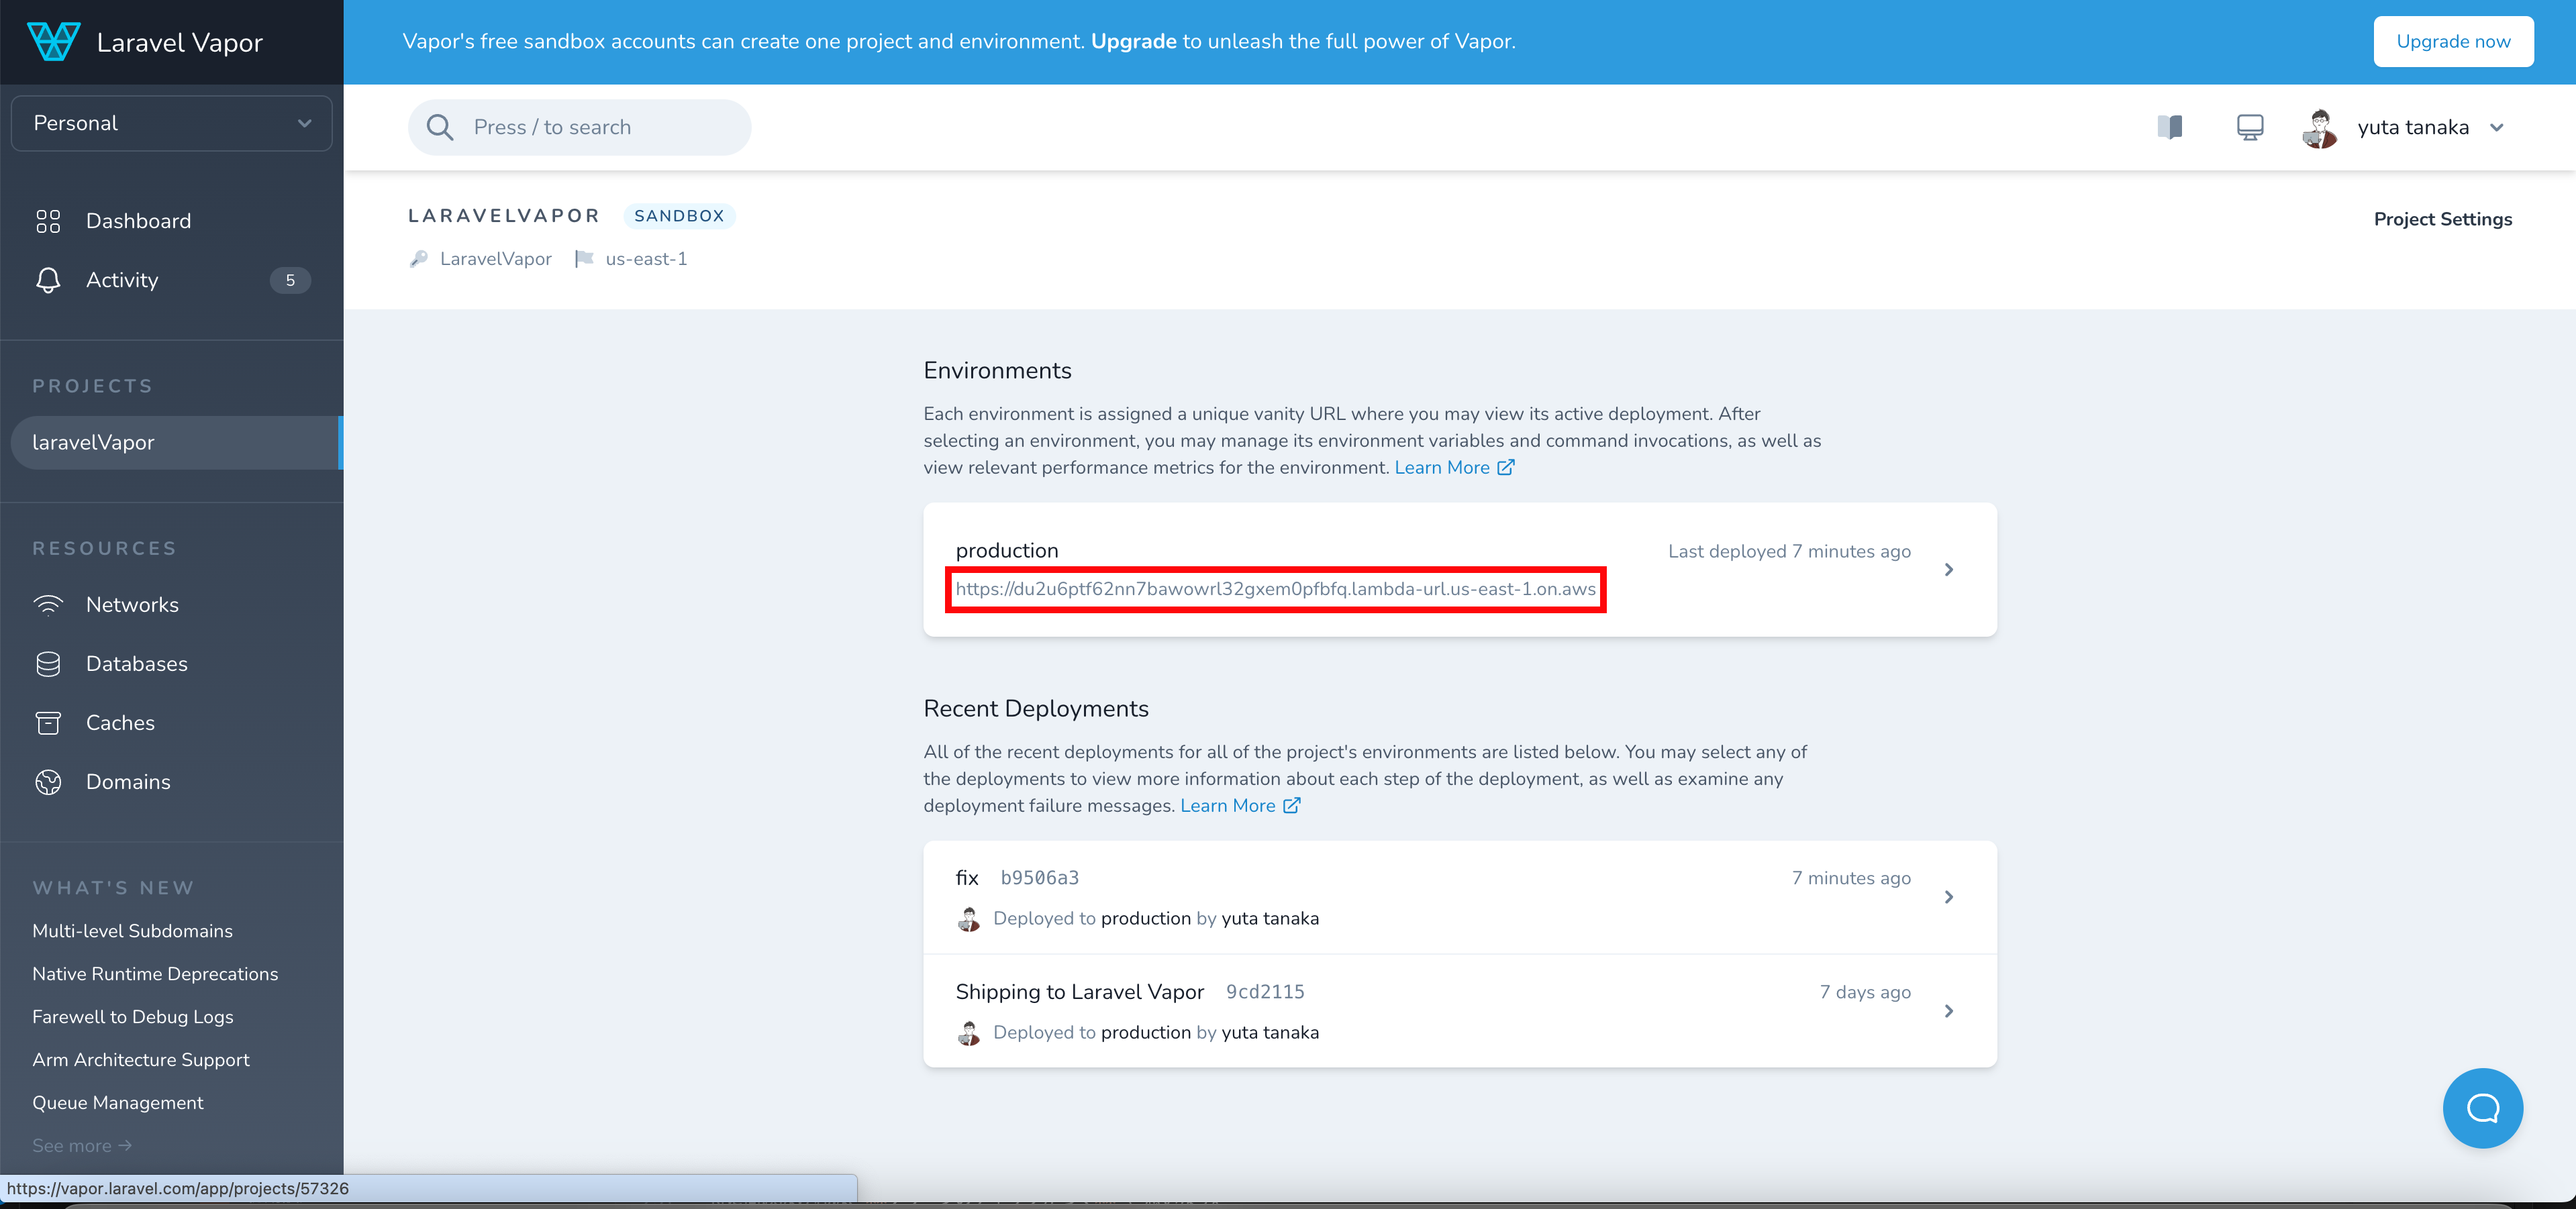 Laravel Vapor
Vapor's free sandbox accounts can create one project and environment. Upgrade to unleash the full power of Vapor.
Upgrade now
Personal
Press / to search
yuta tanaka
Dashboard
Activity 5
LARAVELVAPOR SANDBOX
Project Settings
LaravelVapor us-east-1
PROJECTS
laravelVapor
RESOURCES
Networks
Databases
Caches
Domains
WHAT'S NEW
Multi-level Subdomains
Native Runtime Deprecations
Farewell to Debug Logs
Arm Architecture Support
Queue Management
See more →
Environments
Each environment is assigned a unique vanity URL where you may view its active deployment. After
selecting an environment, you may manage its environment variables and command invocations, as well as
view relevant performance metrics for the environment. Learn More
production
Last deployed 7 minutes ago
https://du2u6ptf62nn7bawowrl32gxem0pfbfq.lambda-url.us-east-1.on.aws
Recent Deployments
All of the recent deployments for all of the project's environments are listed below. You may select any of
the deployments to view more information about each step of the deployment, as well as examine any
deployment failure messages. Learn More
fix b9506a3
7 minutes ago
Deployed to production by yuta tanaka
Shipping to Laravel Vapor 9cd2115
7 days ago
Deployed to production by yuta tanaka
https://vapor.laravel.com/app/projects/57326